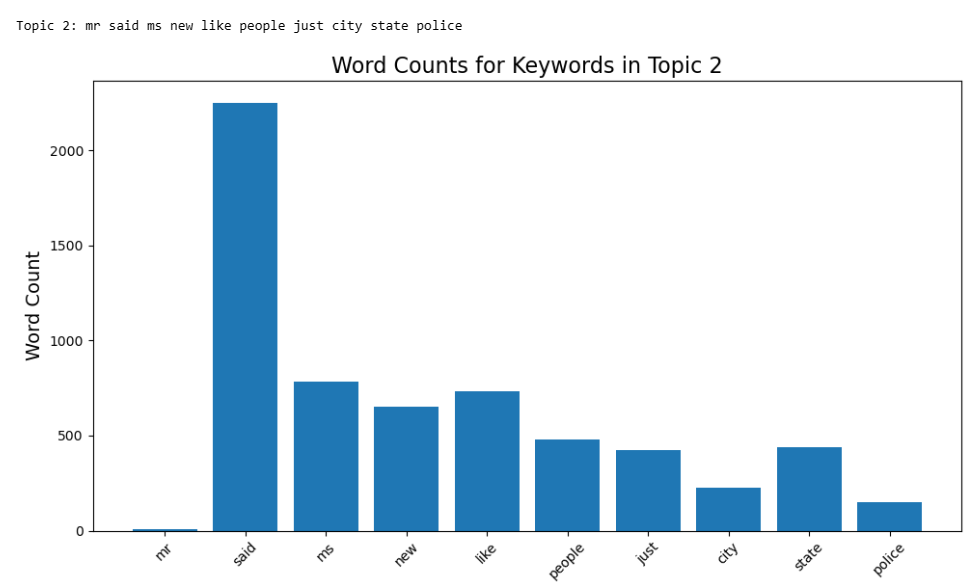 Topic 2: mr said ms new like people just city state police
Word Counts for Keywords in Topic 2
Word Count
2000
1500
1000
500
0
mr said ms new like people just city state police